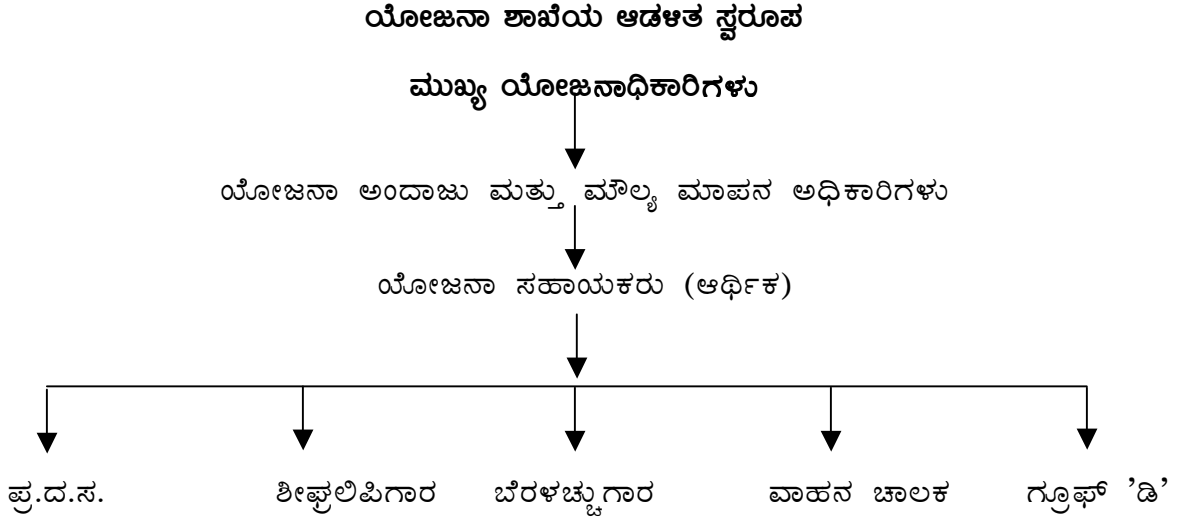 ಯೋಜನಾ ಶಾಖೆಯ ಆಡಳಿತ ಸ್ವರೂಪ
ಮುಖ್ಯ ಯೋಜನಾಧಿಕಾರಿಗಳು
ಯೋಜನಾ ಅಂದಾಜು ಮತ್ತು ಮೌಲ್ಯ ಮಾಪನ ಅಧಿಕಾರಿಗಳು
ಯೋಜನಾ ಸಹಾಯಕರು (ಆರ್ಥಿಕ)
ಪ್ರ.ದ.ಸ. ಶೀಘ್ರಲಿಪಿಗಾರ ಬೆರಳಚ್ಚುಗಾರ ವಾಹನ ಚಾಲಕ ಗ್ರೂಫ್ 'ಡಿ'